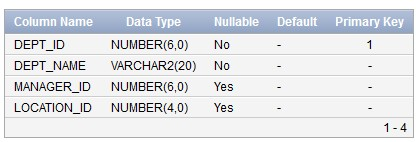 Column Name Data Type Nullable Default Primary Key
DEPT_ID NUMBER(6,0) No - 1
DEPT_NAME VARCHAR2(20) No - -
MANAGER_ID NUMBER(6,0) Yes - -
LOCATION_ID NUMBER(4,0) Yes - -
1 - 4